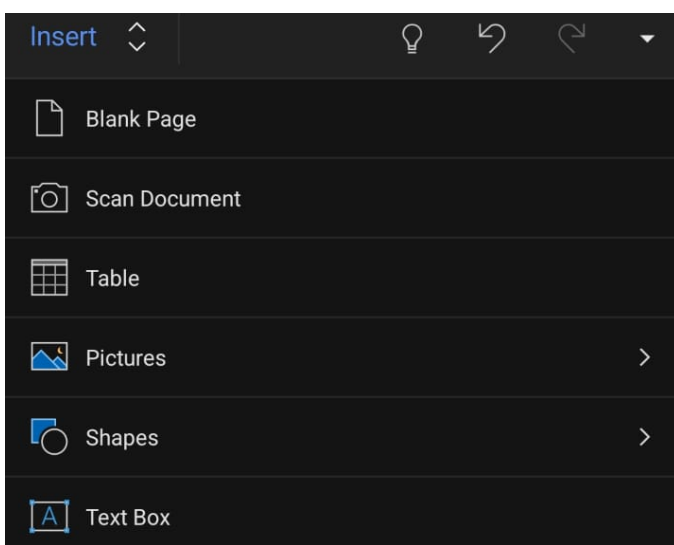 Insert
Blank Page
Scan Document
Table
Pictures
Shapes
A Text Box